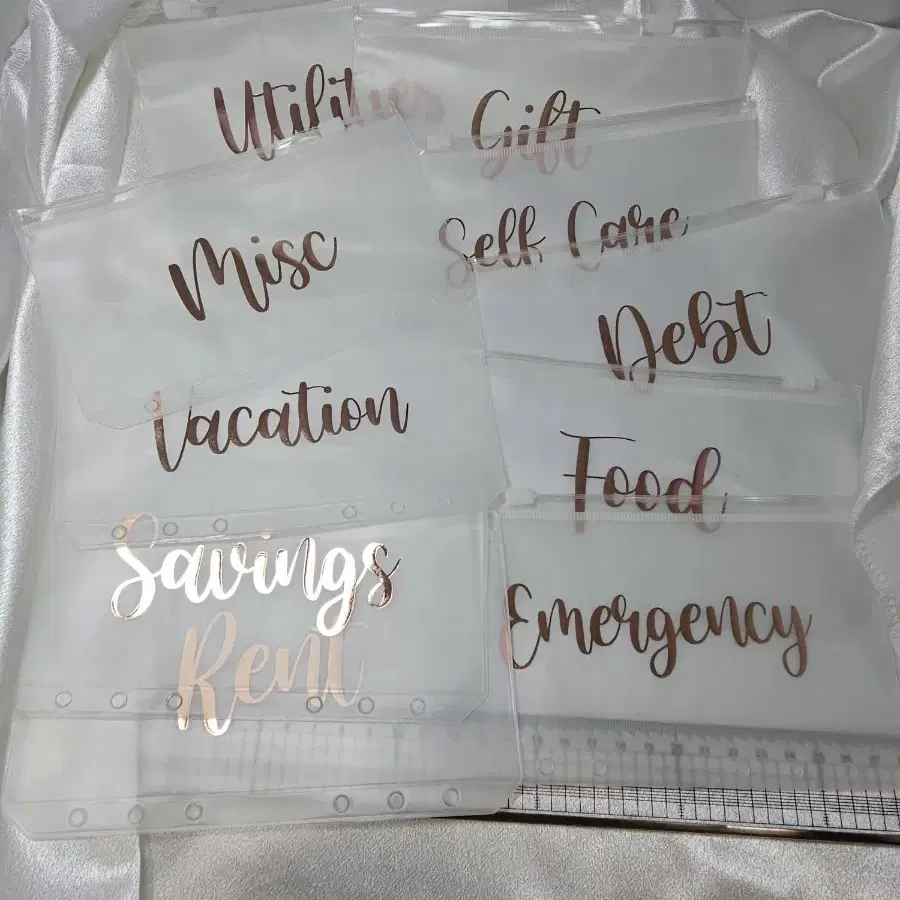 Utilities
Gift
Misc
Self Care
Debt
Vacation
Food
Savings
Emergency
Rent